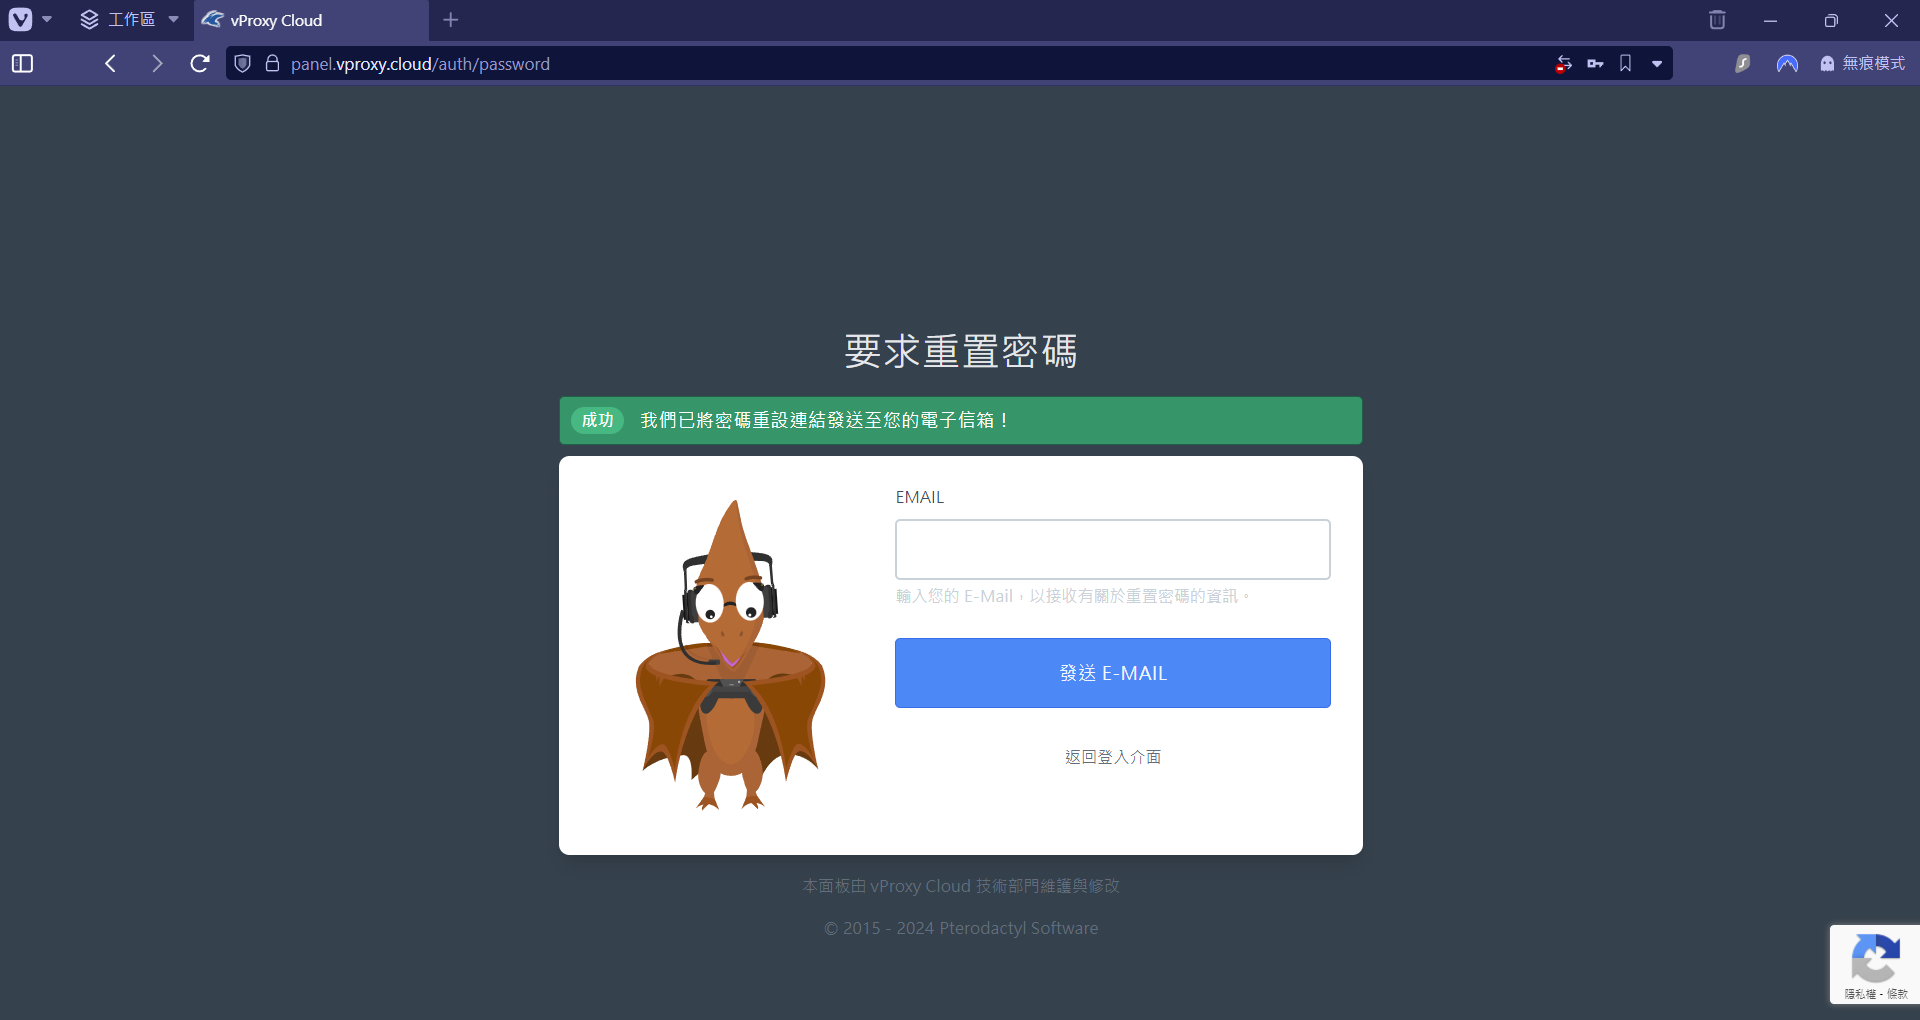 工作區
vProxy Cloud
panel.vproxy.cloud/auth/password
無痕模式
要求重置密碼
成功 我們已將密碼重設連結發送至您的電子信箱！
EMAIL
輸入您的 E-Mail，以接收有關於重置密碼的資訊。
發送 E-MAIL
返回登入介面
本面板由 vProxy Cloud 技術部門維護與修改
© 2015 - 2024 Pterodactyl Software
隱私權 - 條款